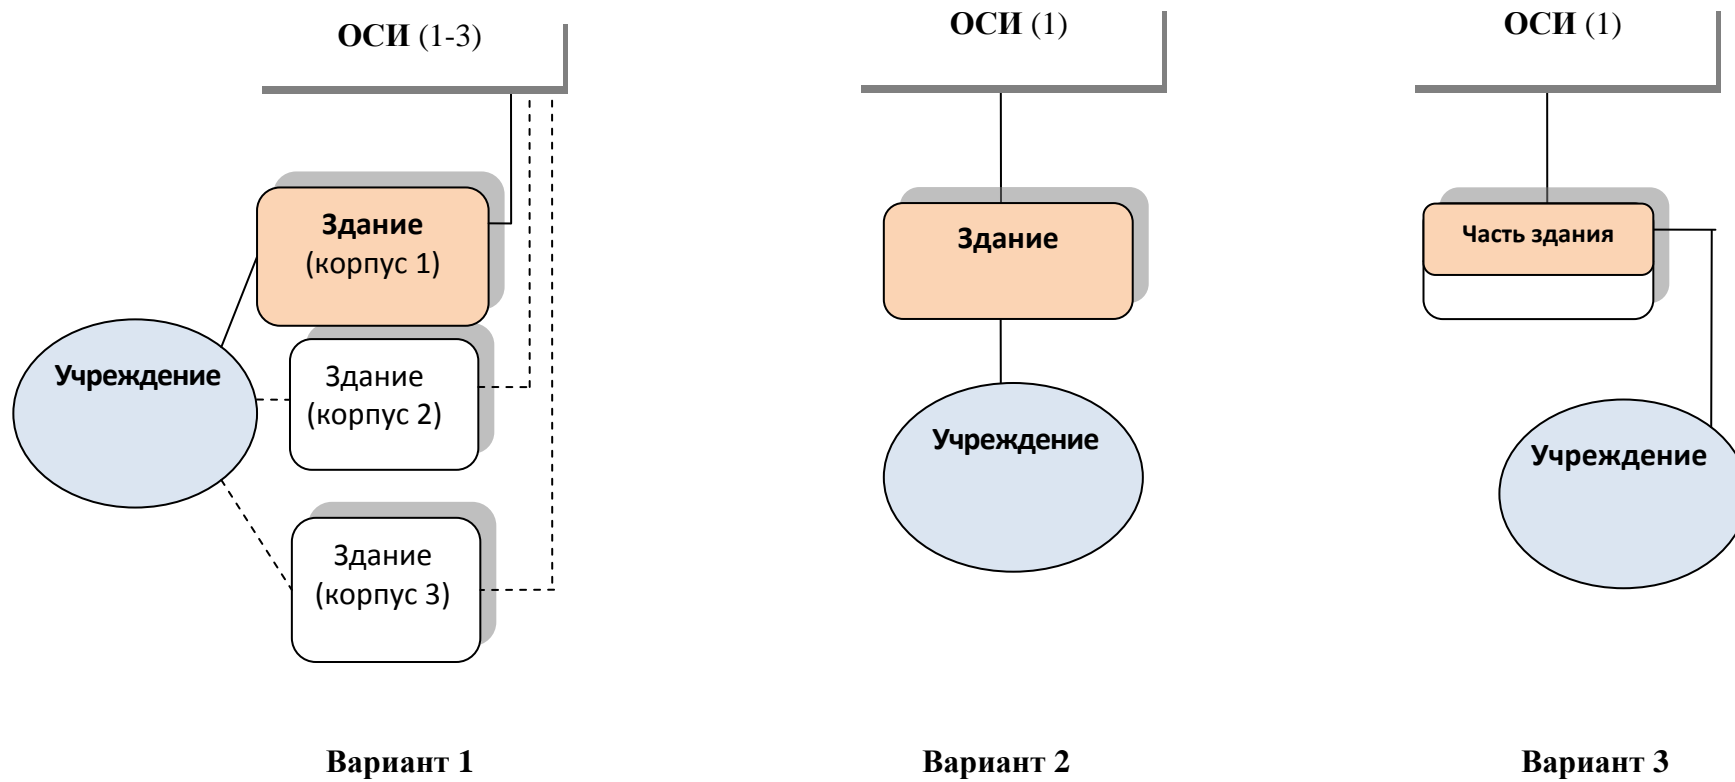 ОСИ (1-3)
Здание
(корпус 1)
Учреждение
Здание
(корпус 2)
Здание
(корпус 3)
Вариант 1
ОСИ (1)
Здание
Учреждение
Вариант 2
ОСИ (1)
Часть здания
Учреждение
Вариант 3